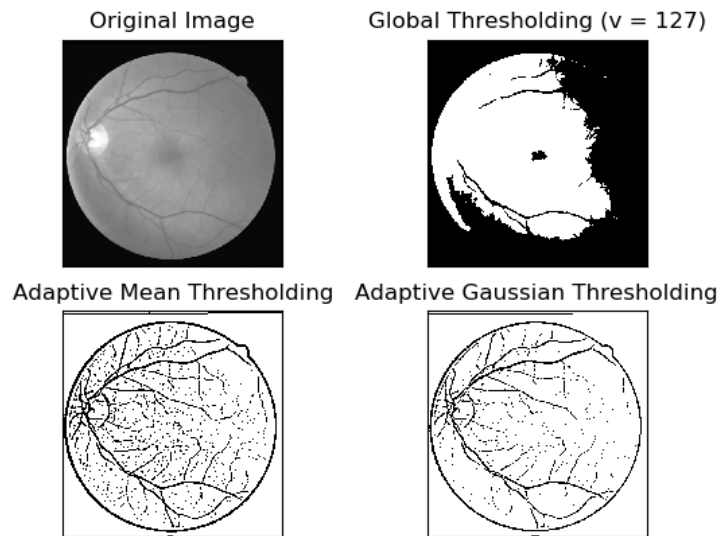 Original Image
Global Thresholding (v = 127)
Adaptive Mean Thresholding
Adaptive Gaussian Thresholding